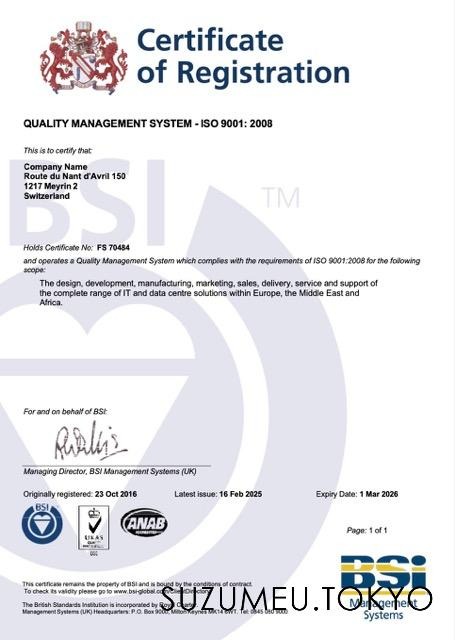 Certificate
of Registration
QUALITY MANAGEMENT SYSTEM - ISO 9001: 2008
This is to certify that:
Company Name
Route du Nant d'Avril 150
1217 Meyrin 2
Switzerland
BSI
TM
Holds Certificate No: FS 70484
and operates a Quality Management System which complies with the requirements of ISO 9001:2008 for the following
scope:
The design, development, manufacturing, marketing, sales, delivery, service and support of
the complete range of IT and data centre solutions within Europe, the Middle East and
Africa.
For and on behalf of BSI:
Managing Director, BSI Management Systems (UK)
Originally registered: 23 Oct 2016 Latest issue: 16 Feb 2025 Expiry Date: 1 Mar 2026
BSI
UKAS
ANAB
Page: 1 of 1
BSi
Management
Systems
This certificate remains the property of BSI and is bound by the conditions of contract.
To check its validity please go to www.bsi-global.com/ClientDirectory
The British Standards Institution is incorporated by Royal Charter.
Management Systems (UK) Headquarters: P.O. Box 9000, Milton Keynes MK14 6WT. Tel: 0845 080 9000
SUZUMEU.TOKYO